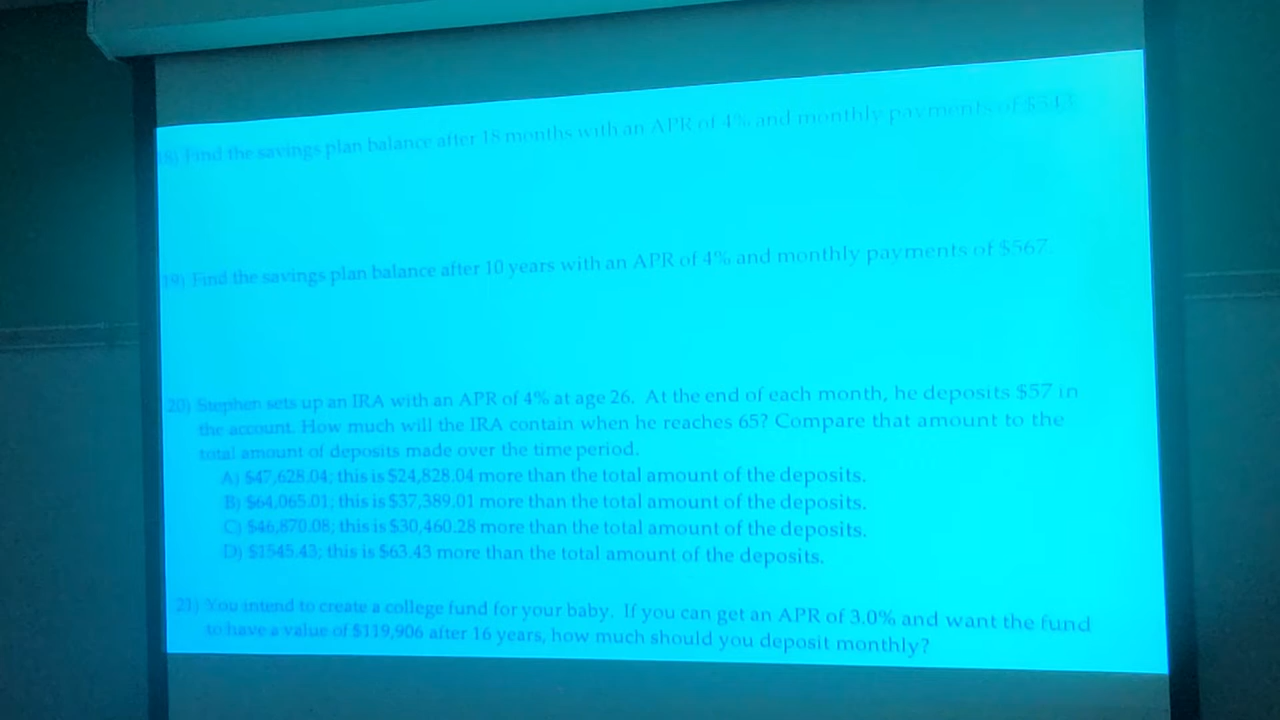 18) Find the savings plan balance after 18 months with an APR of 4% and monthly payments of $343.
19) Find the savings plan balance after 10 years with an APR of 4% and monthly payments of $567.
20) Stephen sets up an IRA with an APR of 4% at age 26. At the end of each month, he deposits $57 in
the account. How much will the IRA contain when he reaches 65? Compare that amount to the
total amount of deposits made over the time period.
A) $47,628.04; this is $24,828.04 more than the total amount of the deposits.
B) $64,065.01; this is $37,389.01 more than the total amount of the deposits.
C) $46,870.08; this is $30,460.28 more than the total amount of the deposits.
D) $1545.43; this is $63.43 more than the total amount of the deposits.
21) You intend to create a college fund for your baby. If you can get an APR of 3.0% and want the fund
to have a value of $119,906 after 16 years, how much should you deposit monthly?